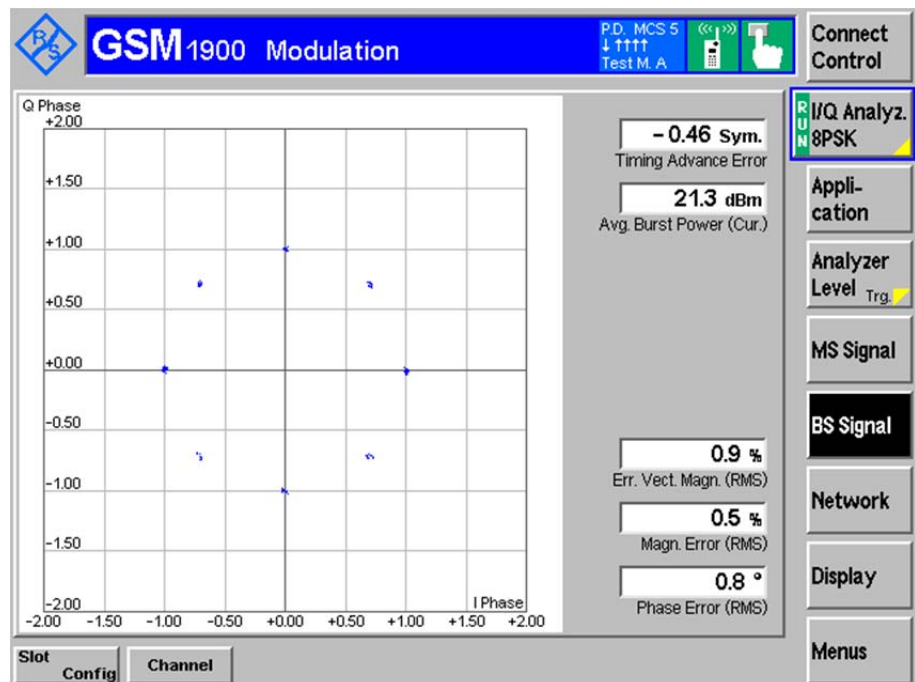 R&S
GSM 1900 Modulation
P.D. MCS 5
↓ ↑↑↑↑
Test M. A
Connect
Control
Q Phase
+2.00
+1.50
+1.00
+0.50
+0.00
-0.50
-1.00
-1.50
-2.00
I Phase
-2.00 -1.50 -1.00 -0.50 +0.00 +0.50 +1.00 +1.50 +2.00
- 0.46 Sym.
Timing Advance Error
21.3 dBm
Avg. Burst Power (Cur.)
0.9 %
Err. Vect. Magn. (RMS)
0.5 %
Magn. Error (RMS)
0.8 °
Phase Error (RMS)
RUN
I/Q Analyz.
8PSK
Appli-
cation
Analyzer
Level Trg.
MS Signal
BS Signal
Network
Display
Menus
Slot
Config
Channel